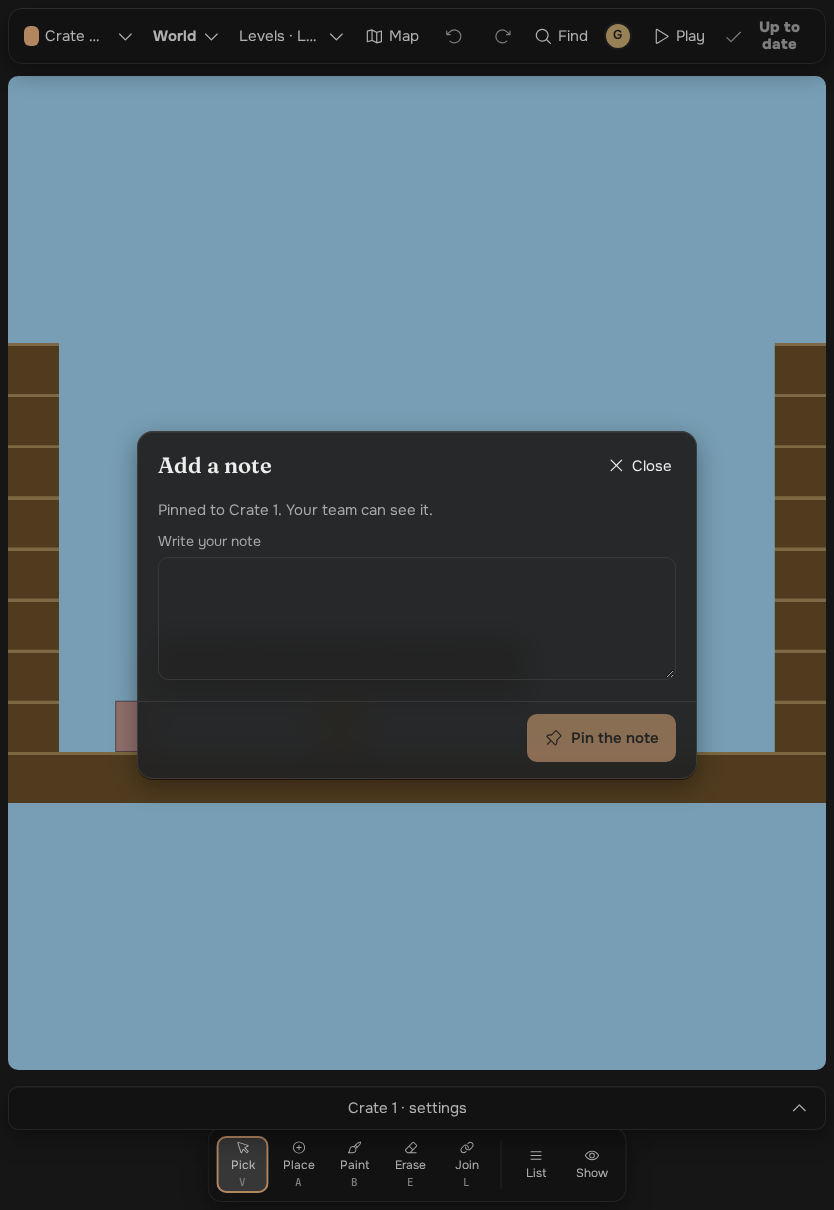 Crate ...
World
Levels · L...
Map
Find
G
Play
Up to
date
Add a note
Close
Pinned to Crate 1. Your team can see it.
Write your note
Pin the note
Crate 1 · settings
Pick
Place
Paint
Erase
Join
List
Show
V
A
B
E
L